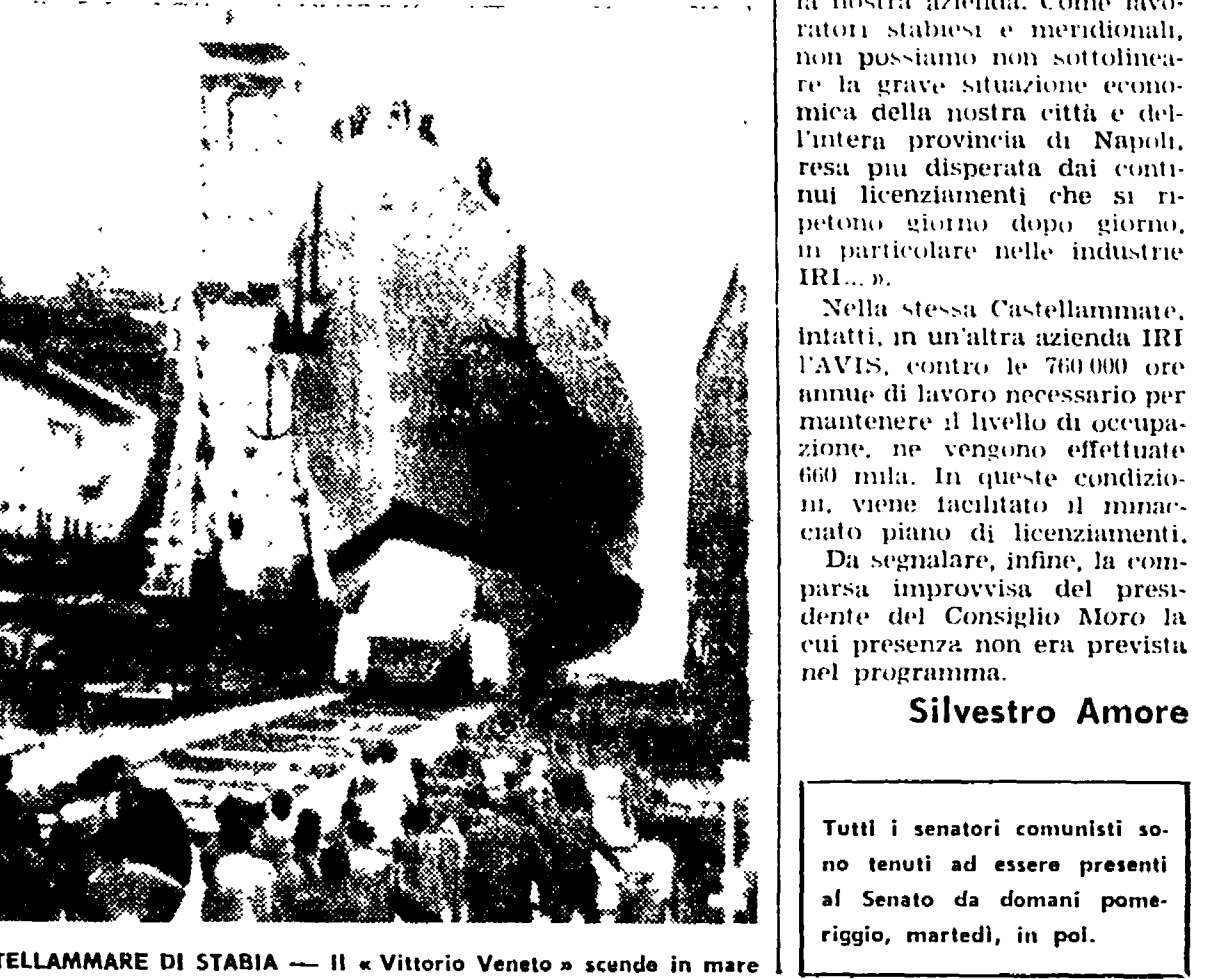 la nostra azienda. Come lavo-
ratori stabiesi e meridionali,
non possiamo non sottolinea-
re la grave situazione econo-
mica della nostra città e del-
l'intera provincia di Napoli,
resa più disperata dai conti-
nui licenziamenti che si ri-
petono giorno dopo giorno,
in particolare nelle industrie
IRI... ».
Nella stessa Castellammare,
infatti, in un'altra azienda IRI
l'AVIS, contro le 760.000 ore
annue di lavoro necessario per
mantenere il livello di occupa-
zione, ne vengono effettuate
660 mila. In queste condizio-
ni, viene facilitato il minac-
ciato piano di licenziamenti.
Da segnalare, infine, la com-
parsa improvvisa del presi-
dente del Consiglio Moro la
cui presenza non era prevista
nel programma.
Silvestro Amore
Tutti i senatori comunisti so-
no tenuti ad essere presenti
al Senato da domani pome-
riggio, martedì, in poi.
TELLAMMARE DI STABIA — Il « Vittorio Veneto » scende in mare